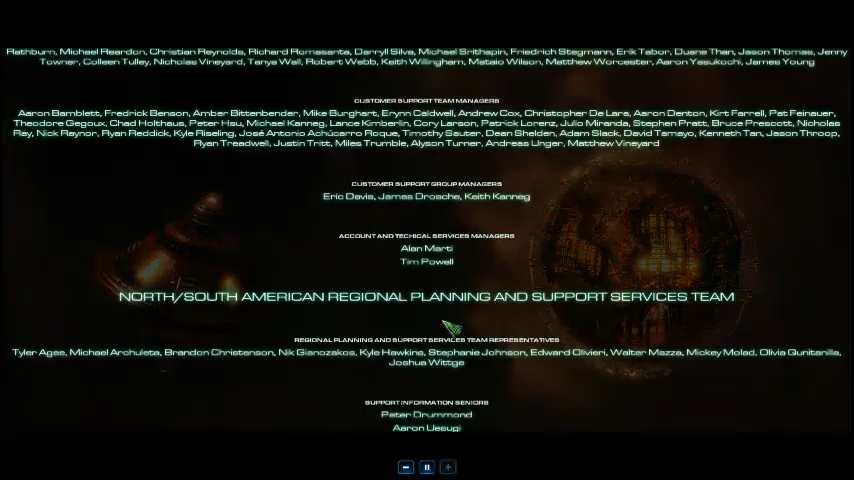 Rathburn, Michael Reardon, Christian Reynolds, Richard Romasanta, Darryll Silva, Michael Srithapin, Friedrich Stegmann, Erik Tabor, Duane Than, Jason Thomas, Jenny
Towner, Colleen Tulley, Nicholas Vineyard, Tanya Wall, Robert Webb, Keith Willingham, Mataio Wilson, Matthew Worcester, Aaron Yasukochi, James Young
CUSTOMER SUPPORT TEAM MANAGERS
Aaron Bamblett, Fredrick Benson, Amber Bittenbender, Mike Burghart, Erynn Caldwell, Andrew Cox, Christopher De Lara, Aaron Denton, Kirt Farrell, Pat Feinauer,
Theodore Gegoux, Chad Holthaus, Peter Hsu, Michael Kanneg, Lance Kimberlin, Cory Larson, Patrick Lorenz, Julio Miranda, Stephen Pratt, Bruce Prescott, Nicholas
Ray, Nick Raynor, Ryan Reddick, Kyle Riseling, José Antonio Achúcarro Roque, Timothy Sauter, Dean Shelden, Adam Slack, David Tamayo, Kenneth Tan, Jason Throop,
Ryan Treadwell, Justin Tritt, Miles Trumble, Alyson Turner, Andreas Unger, Matthew Vineyard
CUSTOMER SUPPORT GROUP MANAGERS
Eric Davis, James Drosche, Keith Kanneg
ACCOUNT AND TECHICAL SERVICES MANAGERS
Alan Marti
Tim Powell
NORTH/SOUTH AMERICAN REGIONAL PLANNING AND SUPPORT SERVICES TEAM
REGIONAL PLANNING AND SUPPORT SERVICES TEAM REPRESENTATIVES
Tyler Agee, Michael Archuleta, Brandon Christenson, Nik Gianozakos, Kyle Hawkins, Stephanie Johnson, Edward Olivieri, Walter Mazza, Mickey Molad, Olivia Qunitanilla,
Joshua Wittge
SUPPORT INFORMATION SENIORS
Peter Drummond
Aaron Uesugi